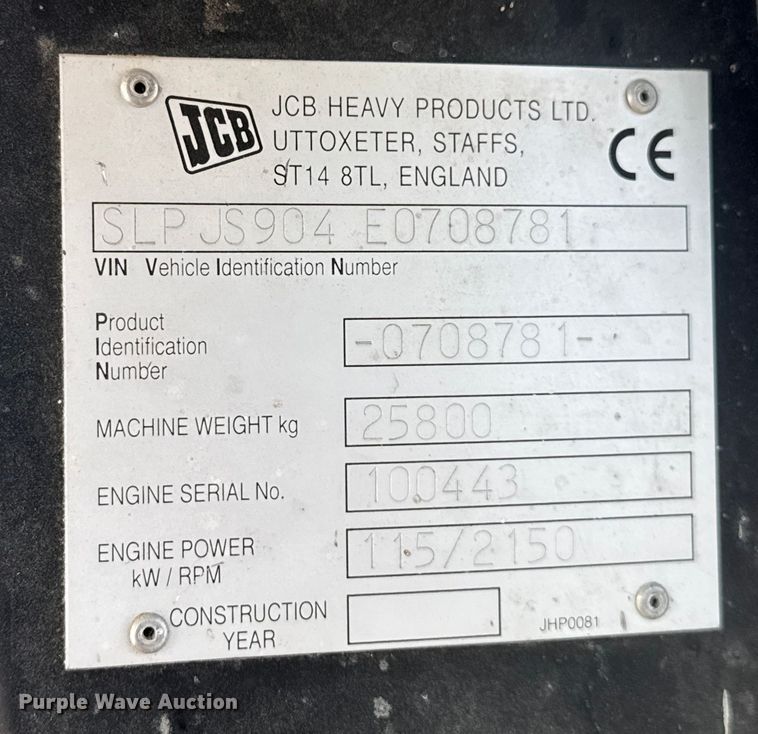 JCB
JCB HEAVY PRODUCTS LTD.
UTTOXETER, STAFFS,
ST14 8TL, ENGLAND
CE
SLP JS904 E0708781
VIN Vehicle Identification Number
Product
Identification
Number
-0708781-
MACHINE WEIGHT kg
25800
ENGINE SERIAL No.
100443
ENGINE POWER
kW / RPM
115/2150
CONSTRUCTION
YEAR
JHP0081
Purple Wave Auction